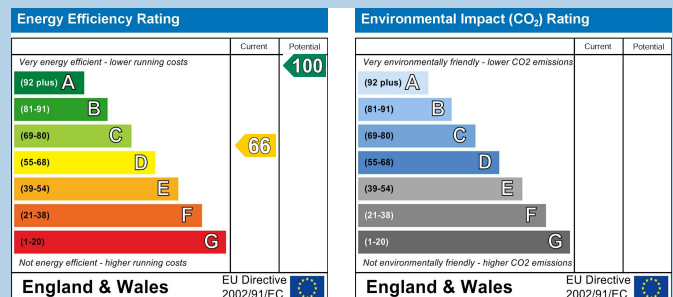 Energy Efficiency Rating
Current Potential
Very energy efficient - lower running costs
100
(92 plus) A
(81-91) B
(69-80) C
66
(55-68) D
(39-54) E
(21-38) F
(1-20) G
Not energy efficient - higher running costs
England & Wales
EU Directive
2002/91/EC
Environmental Impact (CO₂) Rating
Current Potential
Very environmentally friendly - lower CO2 emissions
(92 plus) A
(81-91) B
(69-80) C
(55-68) D
(39-54) E
(21-38) F
(1-20) G
Not environmentally friendly - higher CO2 emissions
England & Wales
EU Directive
2002/91/EC